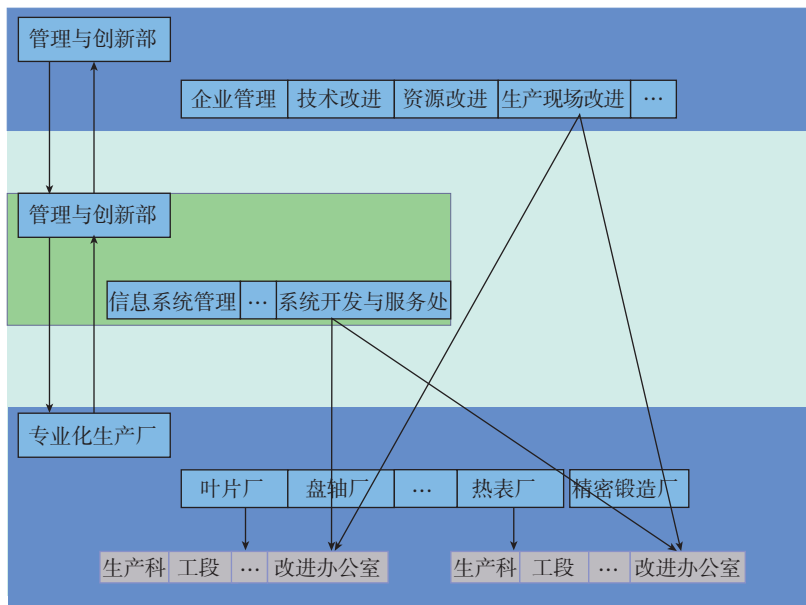 管理与创新部
企业管理 技术改进 资源改进 生产现场改进 …
管理与创新部
信息系统管理 … 系统开发与服务处
专业化生产厂
叶片厂 盘轴厂 … 热表厂 精密锻造厂
生产科 工段 … 改进办公室 生产科 工段 … 改进办公室